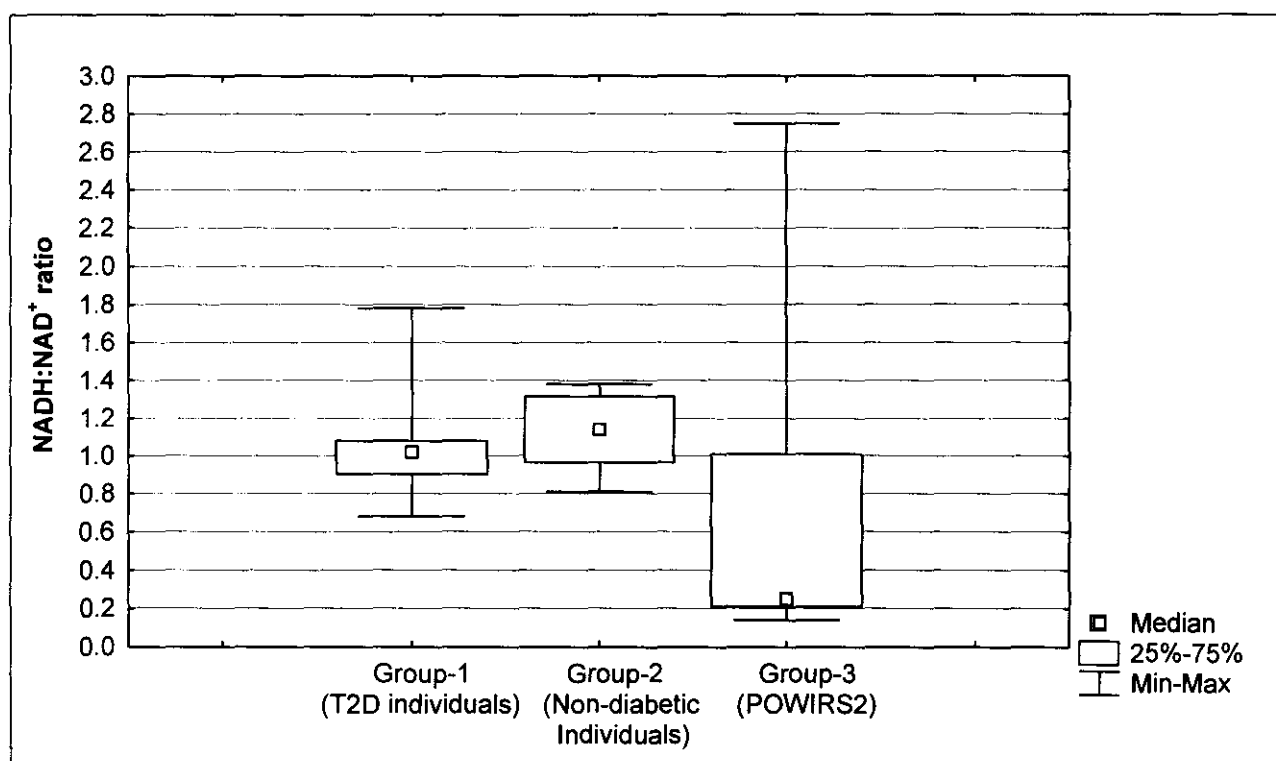 NADH:NAD⁺ ratio
3.0
2.8
2.6
2.4
2.2
2.0
1.8
1.6
1.4
1.2
1.0
0.8
0.6
0.4
0.2
0.0
Group-1
(T2D individuals)
Group-2
(Non-diabetic
Individuals)
Group-3
(POWIRS2)
Median
25%-75%
Min-Max